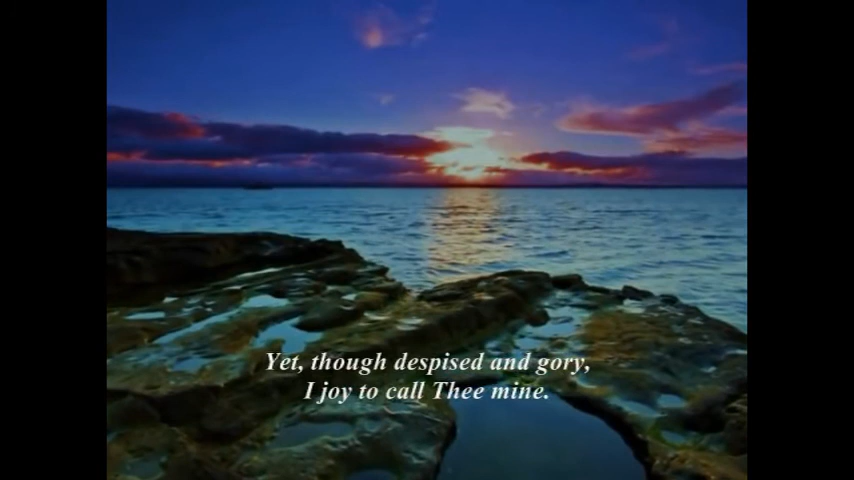 Yet, though despised and gory,
I joy to call Thee mine.